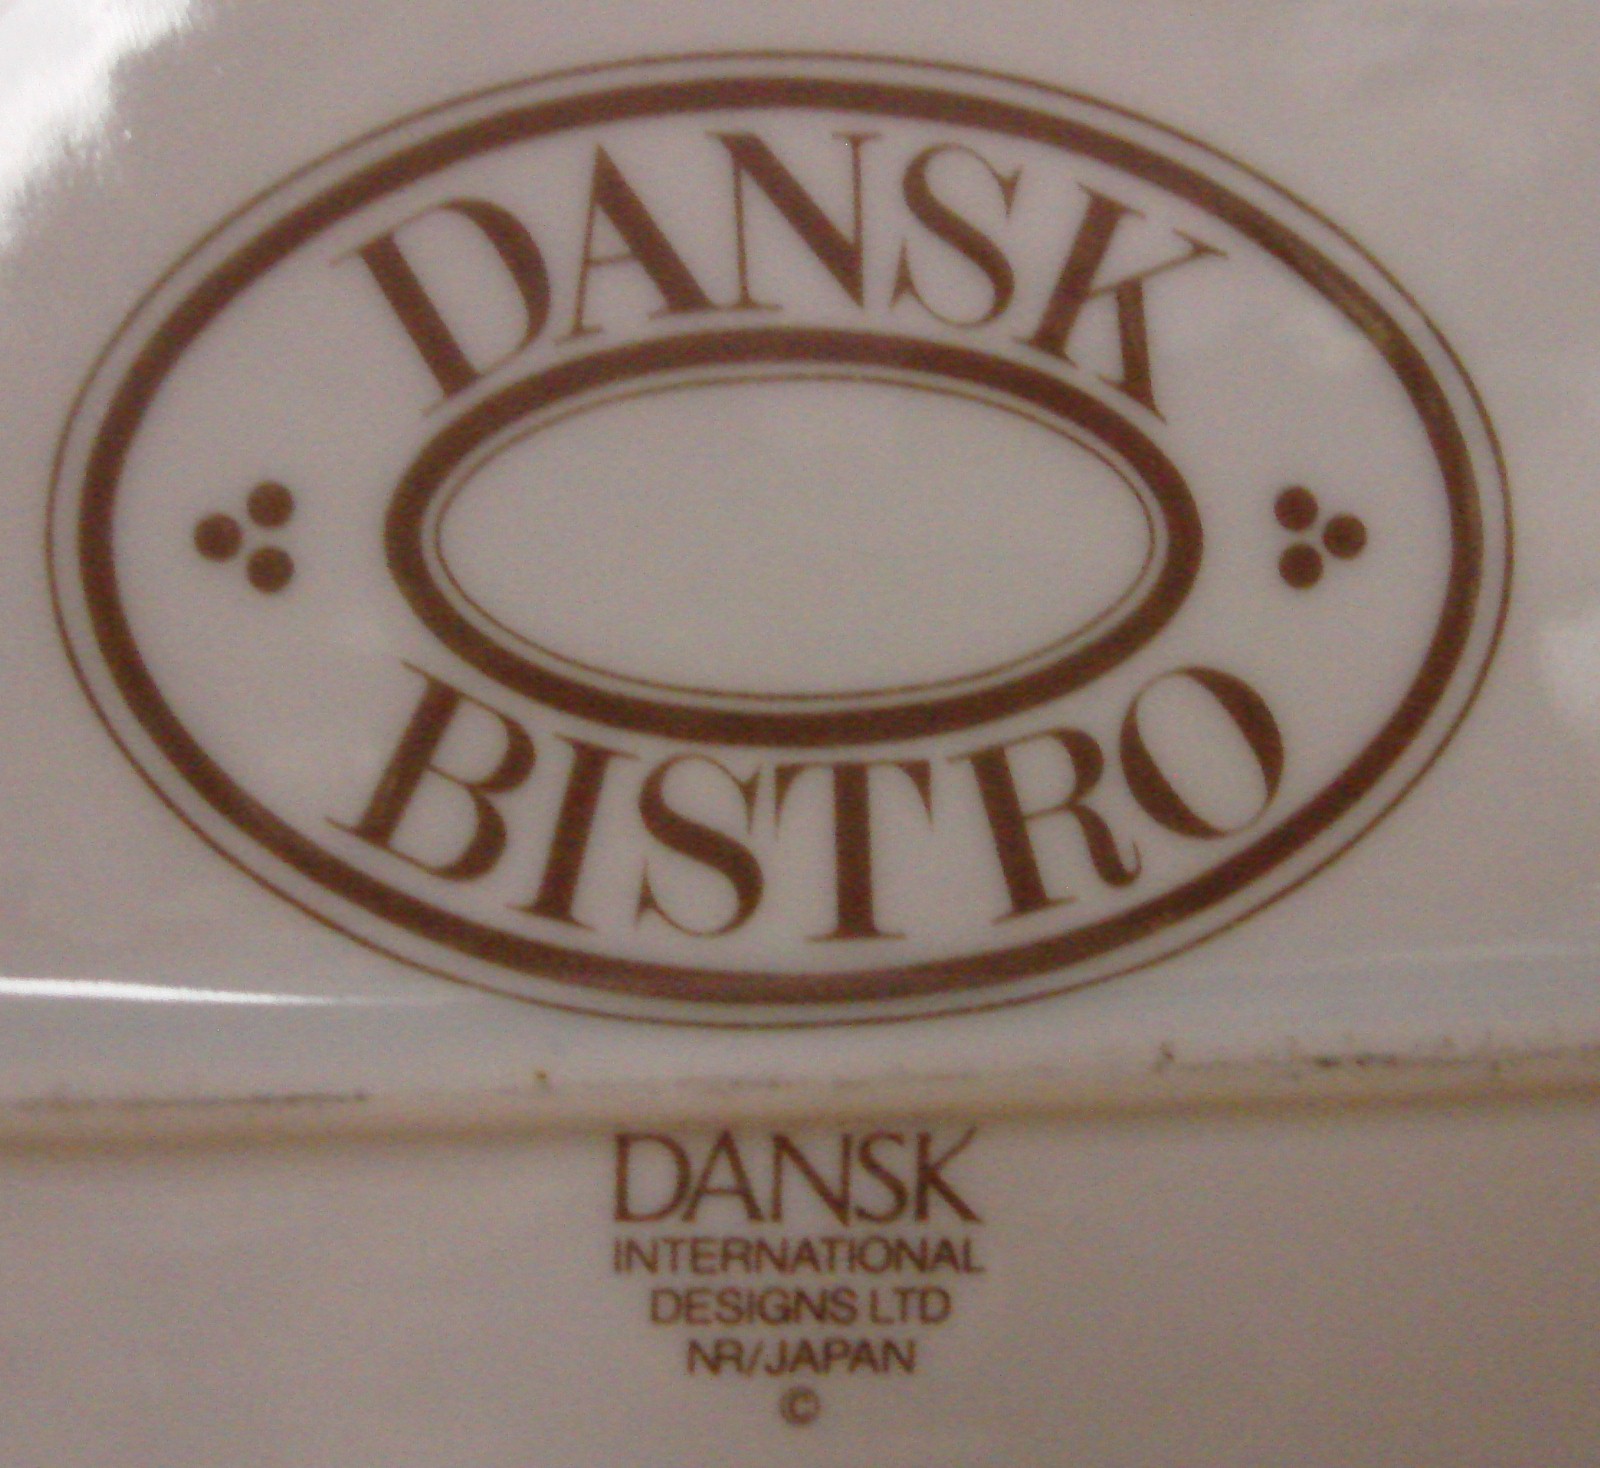 DANSK
BISTRO
DANSK
INTERNATIONAL
DESIGNS LTD
NR/JAPAN
©